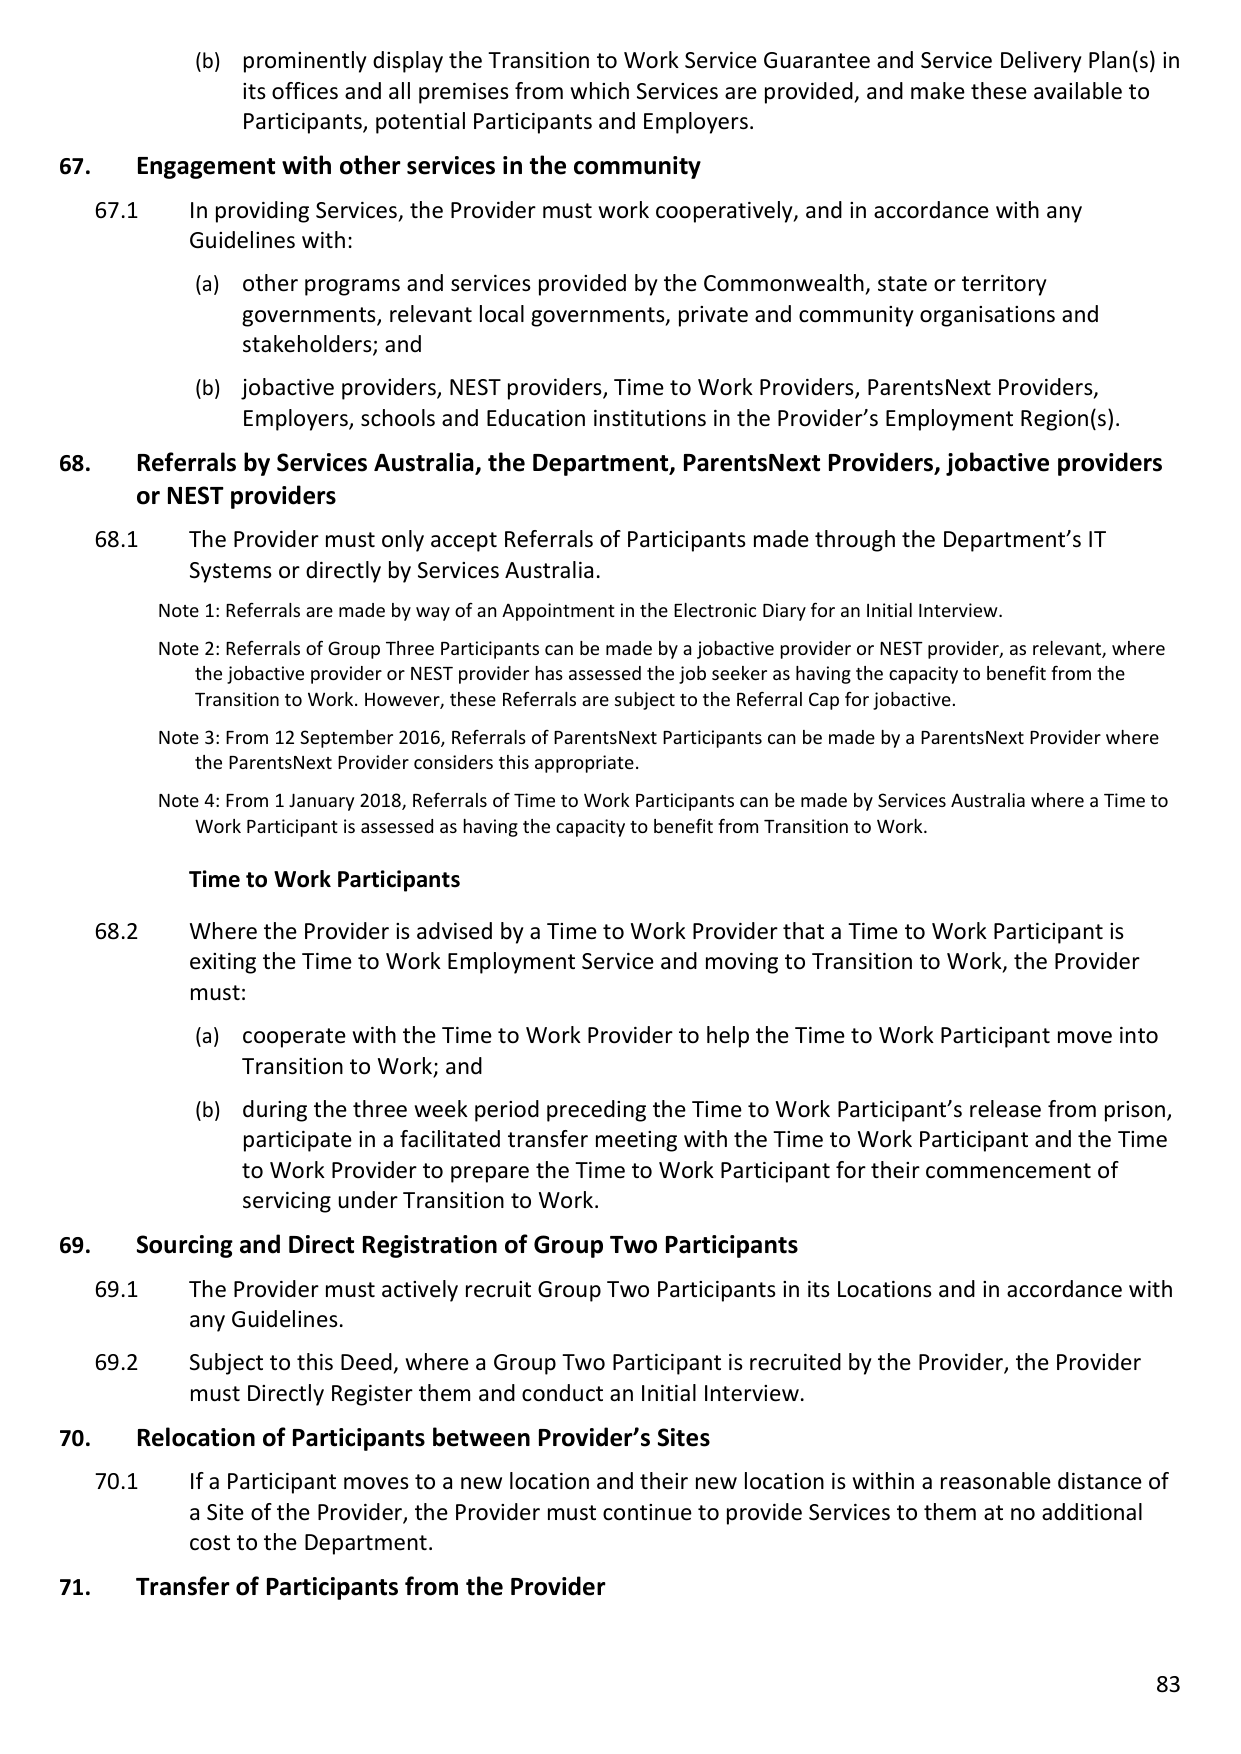 (b) prominently display the Transition to Work Service Guarantee and Service Delivery Plan(s) in
its offices and all premises from which Services are provided, and make these available to
Participants, potential Participants and Employers.
67. Engagement with other services in the community
67.1 In providing Services, the Provider must work cooperatively, and in accordance with any
Guidelines with:
(a) other programs and services provided by the Commonwealth, state or territory
governments, relevant local governments, private and community organisations and
stakeholders; and
(b) jobactive providers, NEST providers, Time to Work Providers, ParentsNext Providers,
Employers, schools and Education institutions in the Provider’s Employment Region(s).
68. Referrals by Services Australia, the Department, ParentsNext Providers, jobactive providers
or NEST providers
68.1 The Provider must only accept Referrals of Participants made through the Department’s IT
Systems or directly by Services Australia.
Note 1: Referrals are made by way of an Appointment in the Electronic Diary for an Initial Interview.
Note 2: Referrals of Group Three Participants can be made by a jobactive provider or NEST provider, as relevant, where
the jobactive provider or NEST provider has assessed the job seeker as having the capacity to benefit from the
Transition to Work. However, these Referrals are subject to the Referral Cap for jobactive.
Note 3: From 12 September 2016, Referrals of ParentsNext Participants can be made by a ParentsNext Provider where
the ParentsNext Provider considers this appropriate.
Note 4: From 1 January 2018, Referrals of Time to Work Participants can be made by Services Australia where a Time to
Work Participant is assessed as having the capacity to benefit from Transition to Work.
Time to Work Participants
68.2 Where the Provider is advised by a Time to Work Provider that a Time to Work Participant is
exiting the Time to Work Employment Service and moving to Transition to Work, the Provider
must:
(a) cooperate with the Time to Work Provider to help the Time to Work Participant move into
Transition to Work; and
(b) during the three week period preceding the Time to Work Participant’s release from prison,
participate in a facilitated transfer meeting with the Time to Work Participant and the Time
to Work Provider to prepare the Time to Work Participant for their commencement of
servicing under Transition to Work.
69. Sourcing and Direct Registration of Group Two Participants
69.1 The Provider must actively recruit Group Two Participants in its Locations and in accordance with
any Guidelines.
69.2 Subject to this Deed, where a Group Two Participant is recruited by the Provider, the Provider
must Directly Register them and conduct an Initial Interview.
70. Relocation of Participants between Provider’s Sites
70.1 If a Participant moves to a new location and their new location is within a reasonable distance of
a Site of the Provider, the Provider must continue to provide Services to them at no additional
cost to the Department.
71. Transfer of Participants from the Provider
83